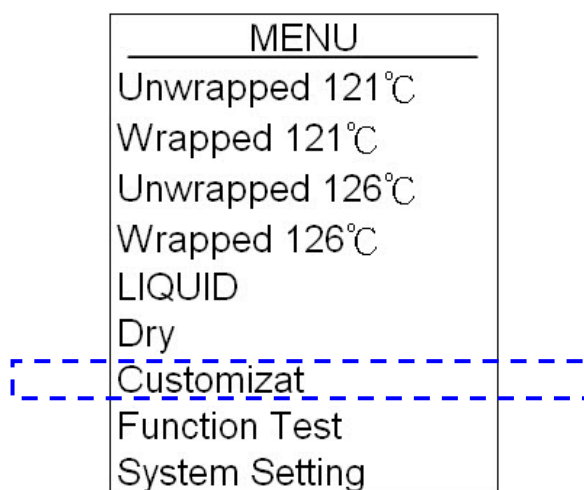 MENU
Unwrapped 121℃
Wrapped 121℃
Unwrapped 126℃
Wrapped 126℃
LIQUID
Dry
Customizat
Function Test
System Setting